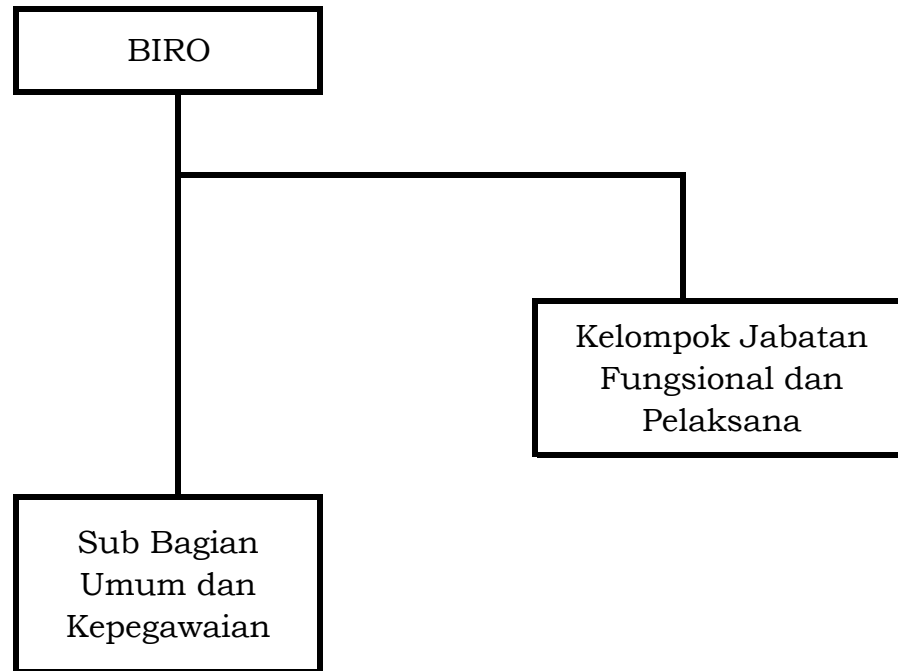 BIRO
Kelompok Jabatan
Fungsional dan
Pelaksana
Sub Bagian
Umum dan
Kepegawaian